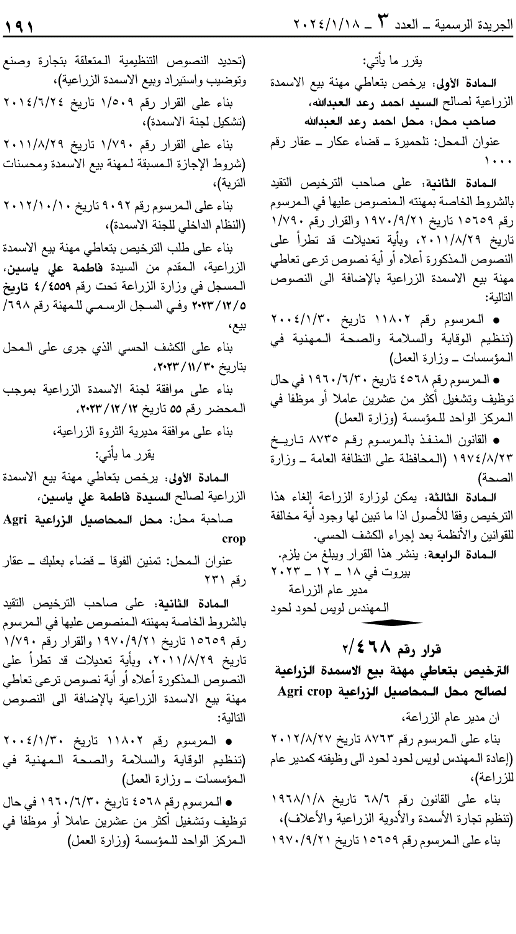 الجريدة الرسمية ــ العدد ٣ ــ ٢٠٢٤/١/١٨
١٩١
يقرر ما يأتي:
المادة الأولى: يرخص بتعاطي مهنة بيع الاسمدة
الزراعية لصالح السيد احمد رعد العبدالله،
صاحب محل: محل احمد رعد العبدالله
عنوان المحل: تلحميرة ــ قضاء عكار ــ عقار رقم
١٠٠٠
المادة الثانية: على صاحب الترخيص التقيد
بالشروط الخاصة بمهنته المنصوص عليها في المرسوم
رقم ١٥٦٥٩ تاريخ ١٩٧٠/٩/٢١ والقرار رقم ١/٧٩٠
تاريخ ٢٠١١/٨/٢٩، وبأية تعديلات قد تطرأ على
النصوص المذكورة أعلاه أو أية نصوص ترعى تعاطي
مهنة بيع الاسمدة الزراعية بالإضافة الى النصوص
التالية:
• المرسوم رقم ١١٨٠٢ تاريخ ٢٠٠٤/١/٣٠
(تنظيم الوقاية والسلامة والصحة المهنية في
المؤسسات ــ وزارة العمل)
• المرسوم رقم ٤٥٦٨ تاريخ ١٩٦٠/٦/٣٠ في حال
توظيف وتشغيل أكثر من عشرين عاملا أو موظفا في
المركز الواحد للمؤسسة (وزارة العمل)
• القانون المنفذ بالمرسوم رقم ٨٧٣٥ تاريخ
١٩٧٤/٨/٢٣ (المحافظة على النظافة العامة ــ وزارة
الصحة)
المادة الثالثة: يمكن لوزارة الزراعة إلغاء هذا
الترخيص وفقا للأصول اذا ما تبين لها وجود أية مخالفة
للقوانين والأنظمة بعد إجراء الكشف الحسي.
المادة الرابعة: ينشر هذا القرار ويبلغ من يلزم.
بيروت في ١٨ ــ ١٢ ــ ٢٠٢٣
مدير عام الزراعة
المهندس لويس لحود لحود
قرار رقم ٢/٤٦٨
الترخيص بتعاطي مهنة بيع الاسمدة الزراعية
لصالح محل المحاصيل الزراعية Agri crop
ان مدير عام الزراعة،
بناء على المرسوم رقم ٨٧٦٣ تاريخ ٢٠١٢/٨/٢٧
(إعادة المهندس لويس لحود لحود الى وظيفته كمدير عام
للزراعة)،
بناء على القانون رقم ٦٨/٦ تاريخ ١٩٦٨/١/٨
(تنظيم تجارة الأسمدة والأدوية الزراعية والأعلاف)،
بناء على المرسوم رقم ١٥٦٥٩ تاريخ ١٩٧٠/٩/٢١
(تحديد النصوص التنظيمية المتعلقة بتجارة وصنع
وتوضيب واستيراد وبيع الاسمدة الزراعية)،
بناء على القرار رقم ١/٥٠٩ تاريخ ٢٠١٤/٦/٢٤
(تشكيل لجنة الاسمدة)،
بناء على القرار رقم ١/٧٩٠ تاريخ ٢٠١١/٨/٢٩
(شروط الإجازة المسبقة لمهنة بيع الاسمدة ومحسنات
التربة)،
بناء على المرسوم رقم ٩٠٩٢ تاريخ ٢٠١٢/١٠/١٠
(النظام الداخلي للجنة الاسمدة)،
بناء على طلب الترخيص بتعاطي مهنة بيع الاسمدة
الزراعية، المقدم من السيدة فاطمة علي ياسين،
المسجل في وزارة الزراعة تحت رقم ٤/٤٥٥٩ تاريخ
٢٠٢٣/١٢/٥ وفي السجل الرسمي للمهنة رقم ٦٩٨/
بيع،
بناء على الكشف الحسي الذي جرى على المحل
بتاريخ ٢٠٢٣/١١/٣٠،
بناء على موافقة لجنة الاسمدة الزراعية بموجب
المحضر رقم ٥٥ تاريخ ٢٠٢٣/١٢/١٢،
بناء على موافقة مديرية الثروة الزراعية،
يقرر ما يأتي:
المادة الأولى: يرخص بتعاطي مهنة بيع الاسمدة
الزراعية لصالح السيدة فاطمة علي ياسين،
صاحبة محل: محل المحاصيل الزراعية Agri
crop
عنوان المحل: تمنين الفوقا ــ قضاء بعلبك ــ عقار
رقم ٢٣١
المادة الثانية: على صاحب الترخيص التقيد
بالشروط الخاصة بمهنته المنصوص عليها في المرسوم
رقم ١٥٦٥٩ تاريخ ١٩٧٠/٩/٢١ والقرار رقم ١/٧٩٠
تاريخ ٢٠١١/٨/٢٩، وبأية تعديلات قد تطرأ على
النصوص المذكورة أعلاه أو أية نصوص ترعى تعاطي
مهنة بيع الاسمدة الزراعية بالإضافة الى النصوص
التالية:
• المرسوم رقم ١١٨٠٢ تاريخ ٢٠٠٤/١/٣٠
(تنظيم الوقاية والسلامة والصحة المهنية في
المؤسسات ــ وزارة العمل)
• المرسوم رقم ٤٥٦٨ تاريخ ١٩٦٠/٦/٣٠ في حال
توظيف وتشغيل أكثر من عشرين عاملا أو موظفا في
المركز الواحد للمؤسسة (وزارة العمل)